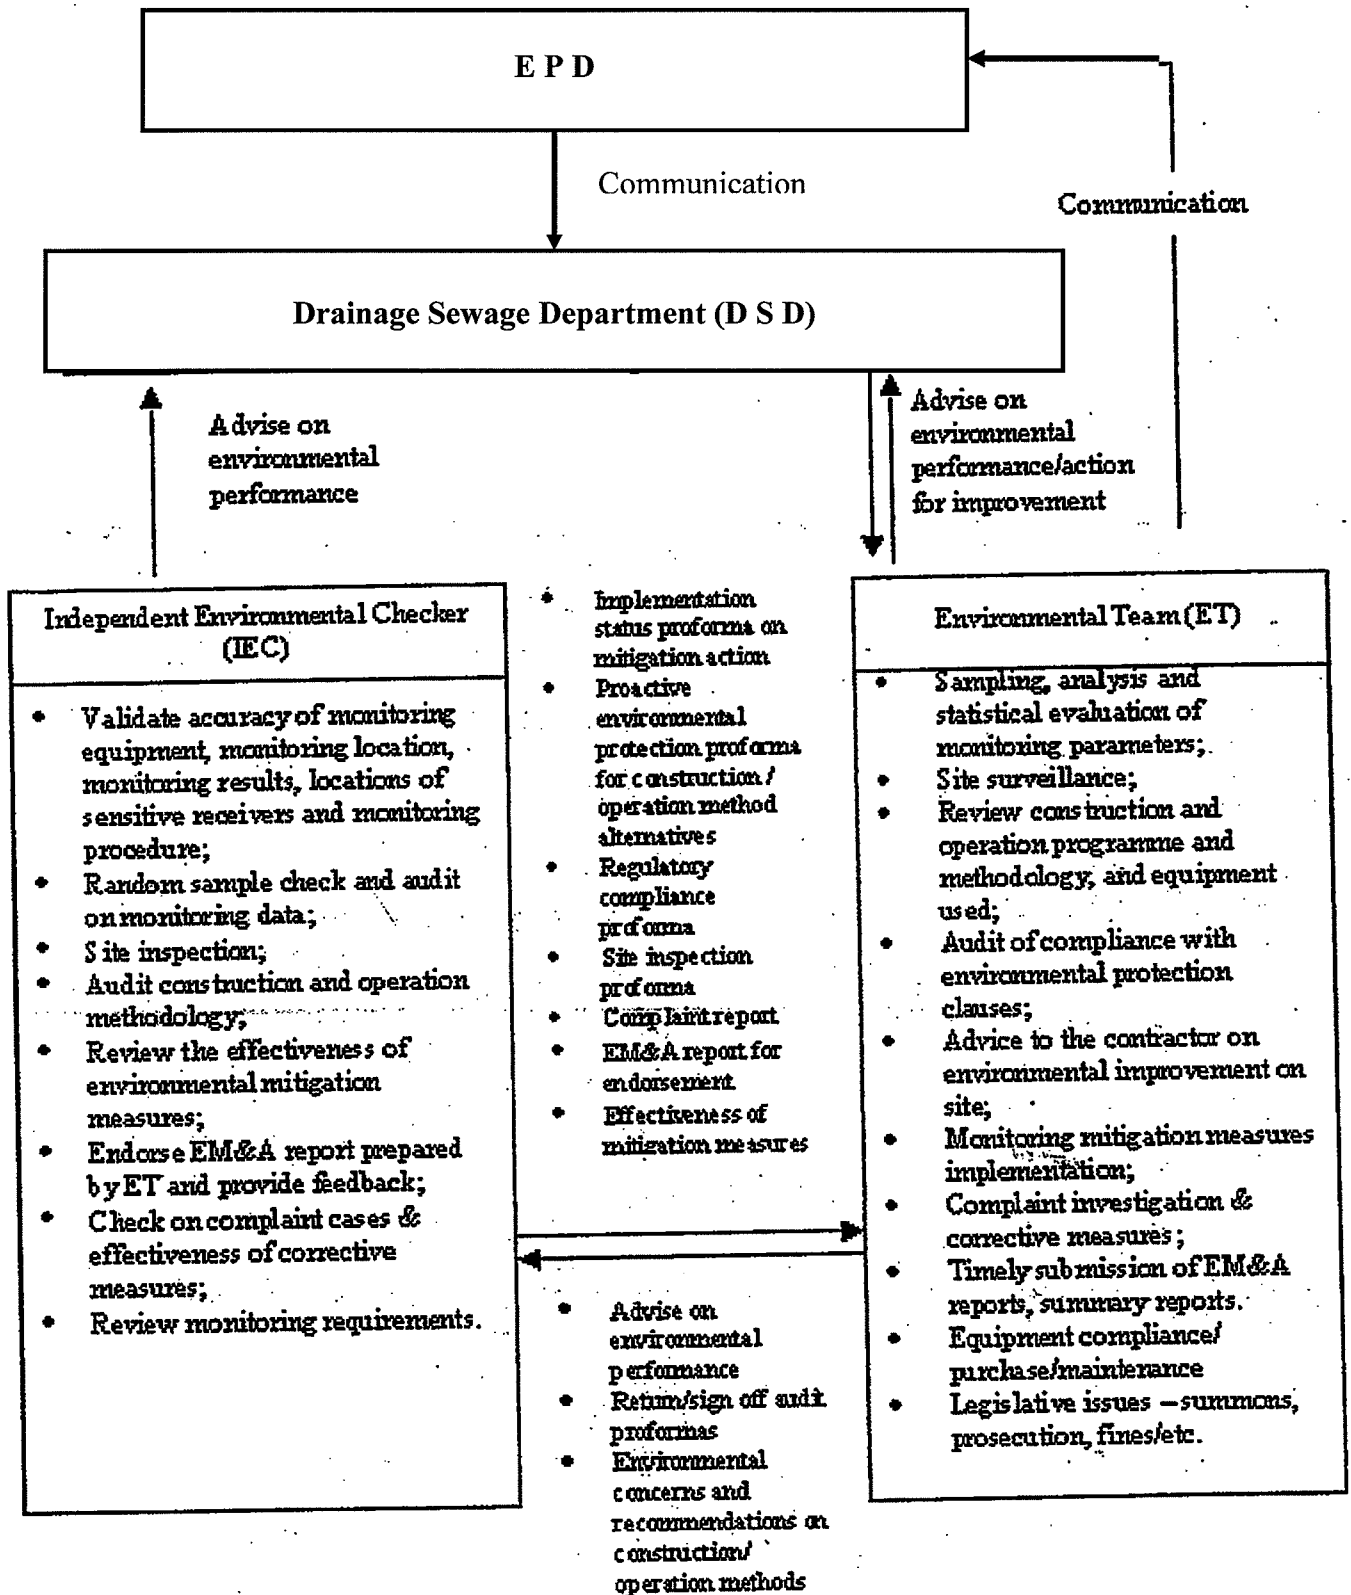 E P D
Communication
Communication
Drainage Sewage Department (D S D)
Advise on
environmental
performance
Advise on
environmental
performance/action
for improvement
Independent Environmental Checker
(IEC)
• Validate accuracy of monitoring
equipment, monitoring location,
monitoring results, locations of
sensitive receivers and monitoring
procedure;
• Random sample check and audit
on monitoring data;
• Site inspection;
• Audit construction and operation
methodology;
• Review the effectiveness of
environmental mitigation
measures;
• Endorse EM&A report prepared
by ET and provide feedback;
• Check on complaint cases &
effectiveness of corrective
measures;
• Review monitoring requirements.
• Implementation
status proforma on
mitigation action
• Proactive
environmental
protection proforma
for construction/
operation method
alternatives
• Regulatory
compliance
proforma
• Site inspection
proforma
• Complaint report
• EM&A report for
endorsement
• Effectiveness of
mitigation measures
• Advise on
environmental
performance
• Return/sign off audit
proformas
• Environmental
concerns and
recommendations on
construction/
operation methods
Environmental Team (ET)
• Sampling, analysis and
statistical evaluation of
monitoring parameters;
• Site surveillance;
• Review construction and
operation programme and
methodology, and equipment
used;
• Audit of compliance with
environmental protection
clauses;
• Advice to the contractor on
environmental improvement on
site;
• Monitoring mitigation measures
implementation;
• Complaint investigation &
corrective measures;
• Timely submission of EM&A
reports, summary reports.
• Equipment compliance/
purchase/maintenance
• Legislative issues – summons,
prosecution, fines/etc.